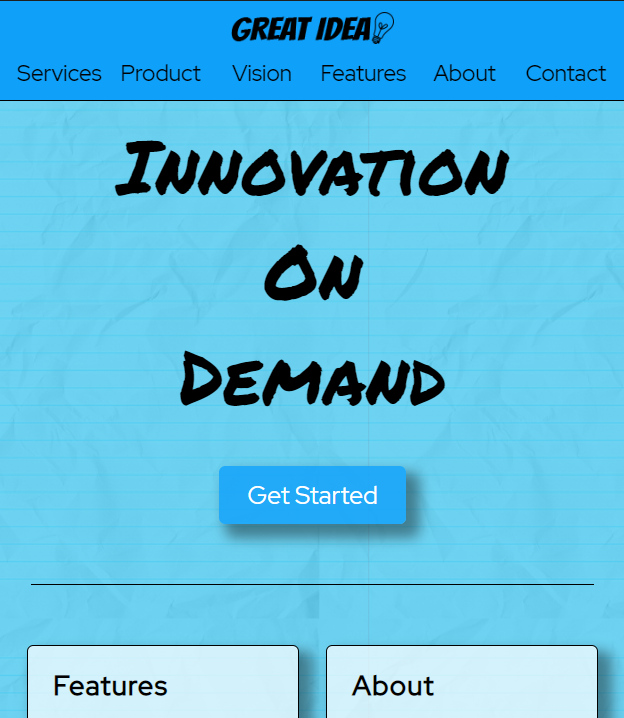 GREAT IDEA
Services Product Vision Features About Contact
Innovation
On
Demand
Get Started
Features About